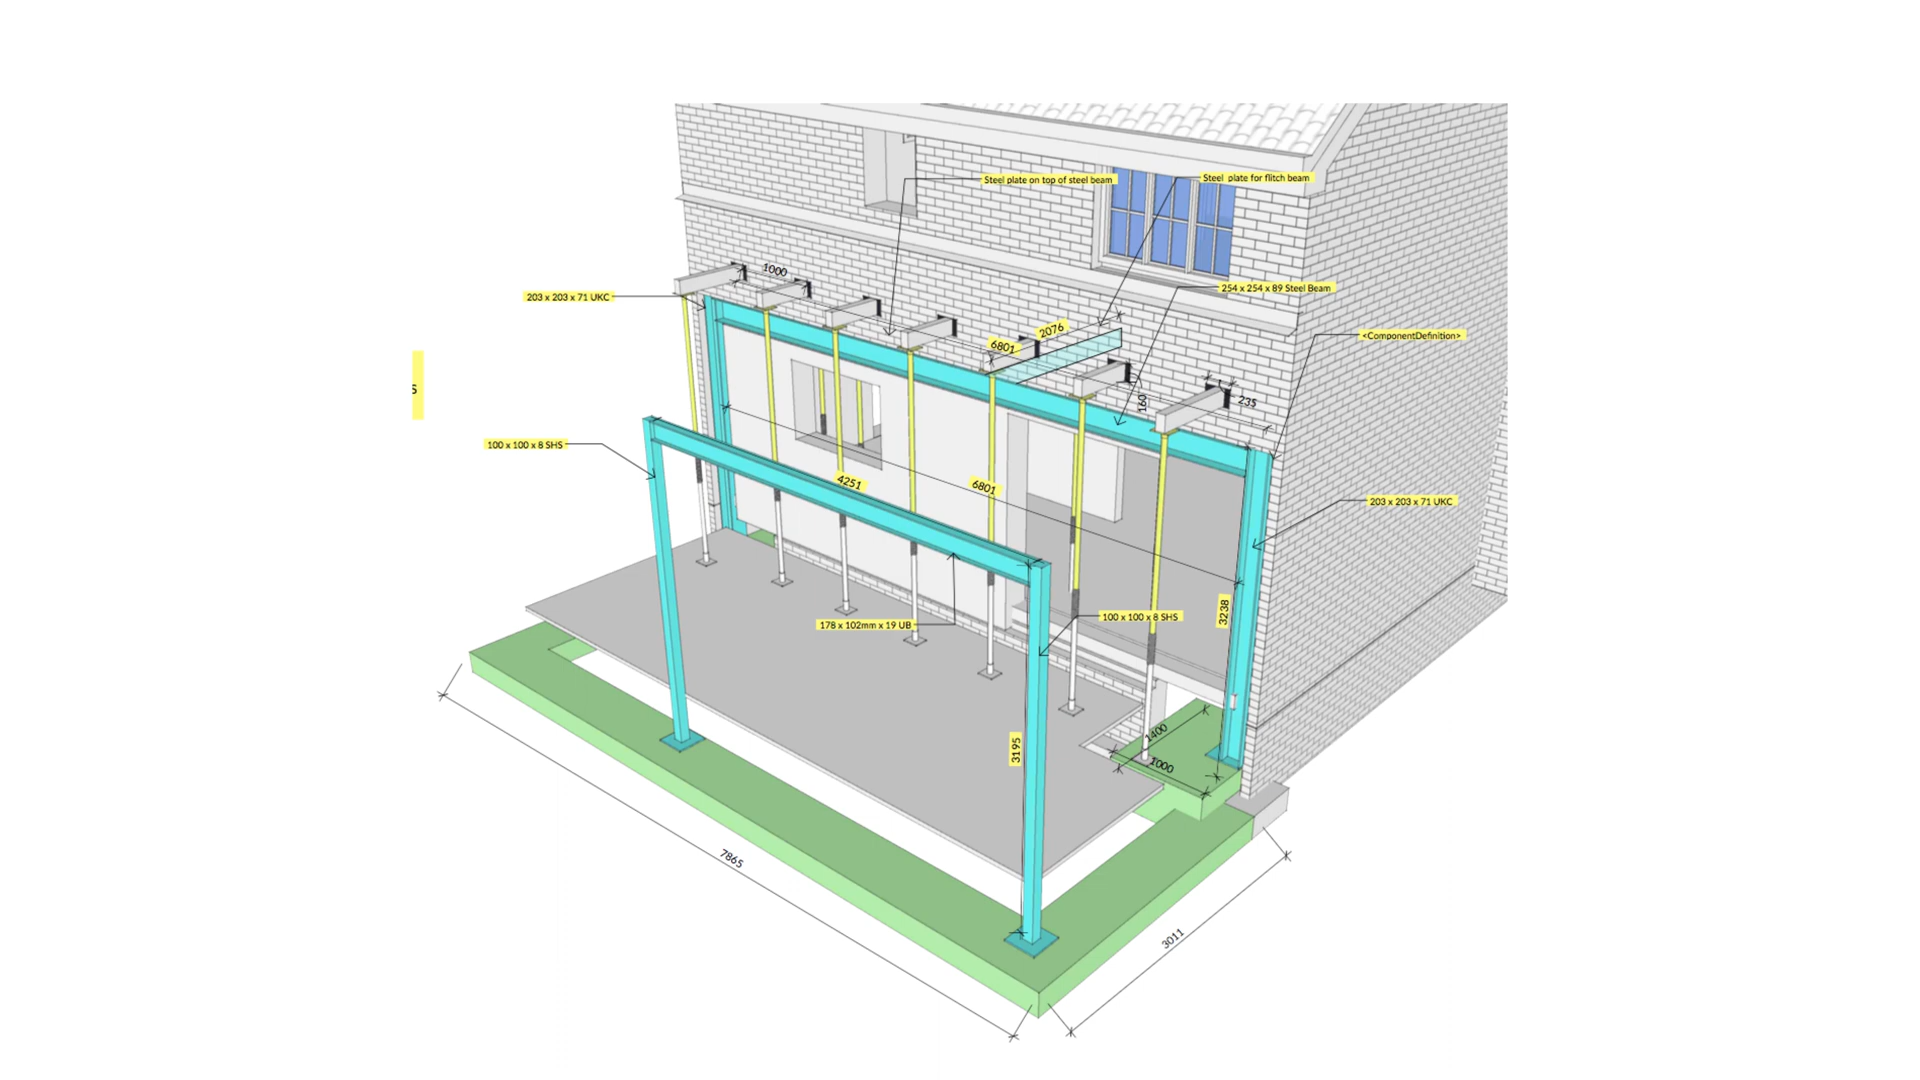 Steel plate on top of steel beam
Steel plate for flitch beam
1000
203 x 203 x 71 UKC
254 x 254 x 89 Steel Beam
2076
6801
<ComponentDefinition>
S
160
235
100 x 100 x 8 SHS
4251
6801
203 x 203 x 71 UKC
3238
178 x 102mm x 19 UB
100 x 100 x 8 SHS
3195
1400
1000
7865
3011